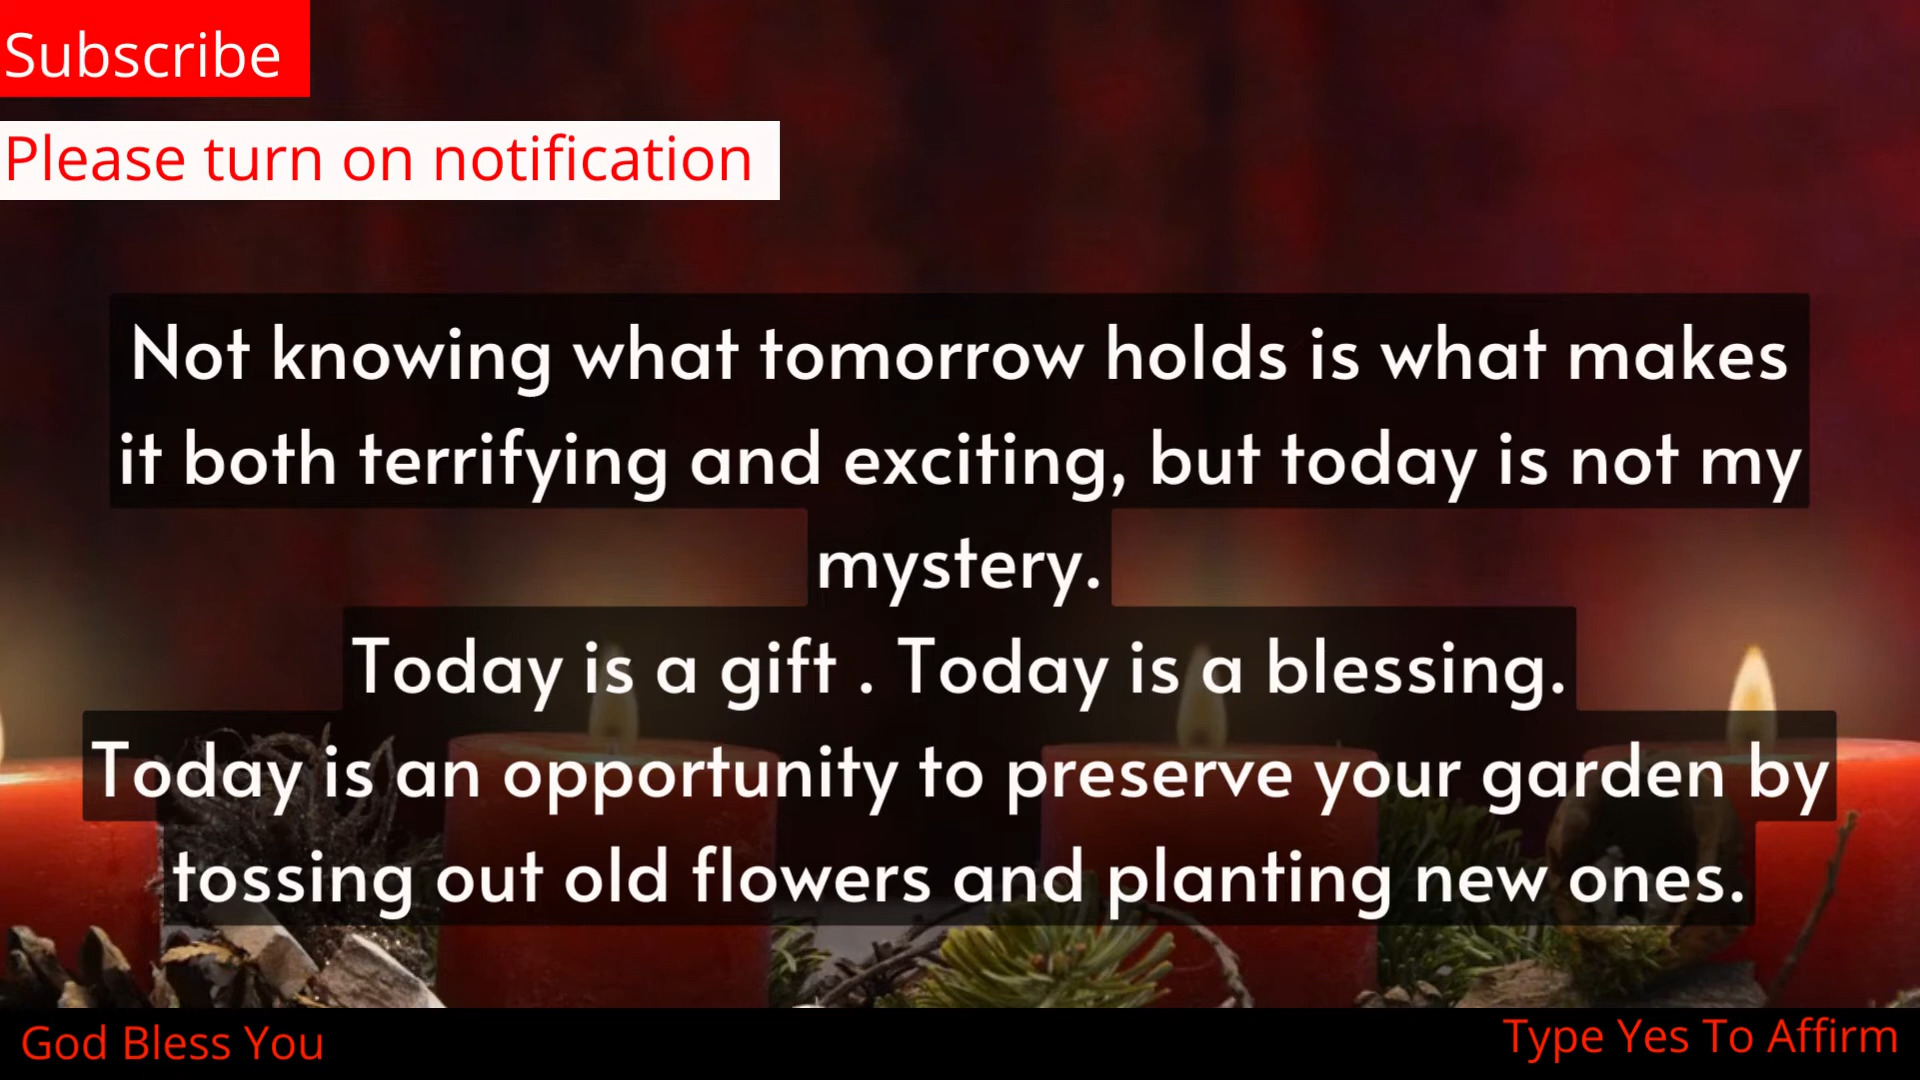 Subscribe
Please turn on notification
Not knowing what tomorrow holds is what makes
it both terrifying and exciting, but today is not my
mystery.
Today is a gift . Today is a blessing.
Today is an opportunity to preserve your garden by
tossing out old flowers and planting new ones.
God Bless You
Type Yes To Affirm